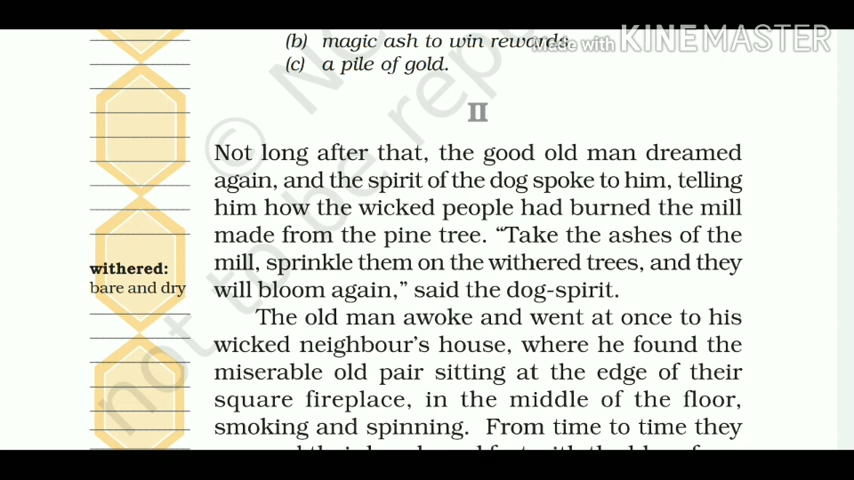 (b) magic ash to win rewards.
Made with KINEMASTER
(c) a pile of gold.
II
Not long after that, the good old man dreamed
again, and the spirit of the dog spoke to him, telling
him how the wicked people had burned the mill
made from the pine tree. “Take the ashes of the
mill, sprinkle them on the withered trees, and they
will bloom again,” said the dog-spirit.
withered:
bare and dry
The old man awoke and went at once to his
wicked neighbour’s house, where he found the
miserable old pair sitting at the edge of their
square fireplace, in the middle of the floor,
smoking and spinning. From time to time they
© N
not to be rep